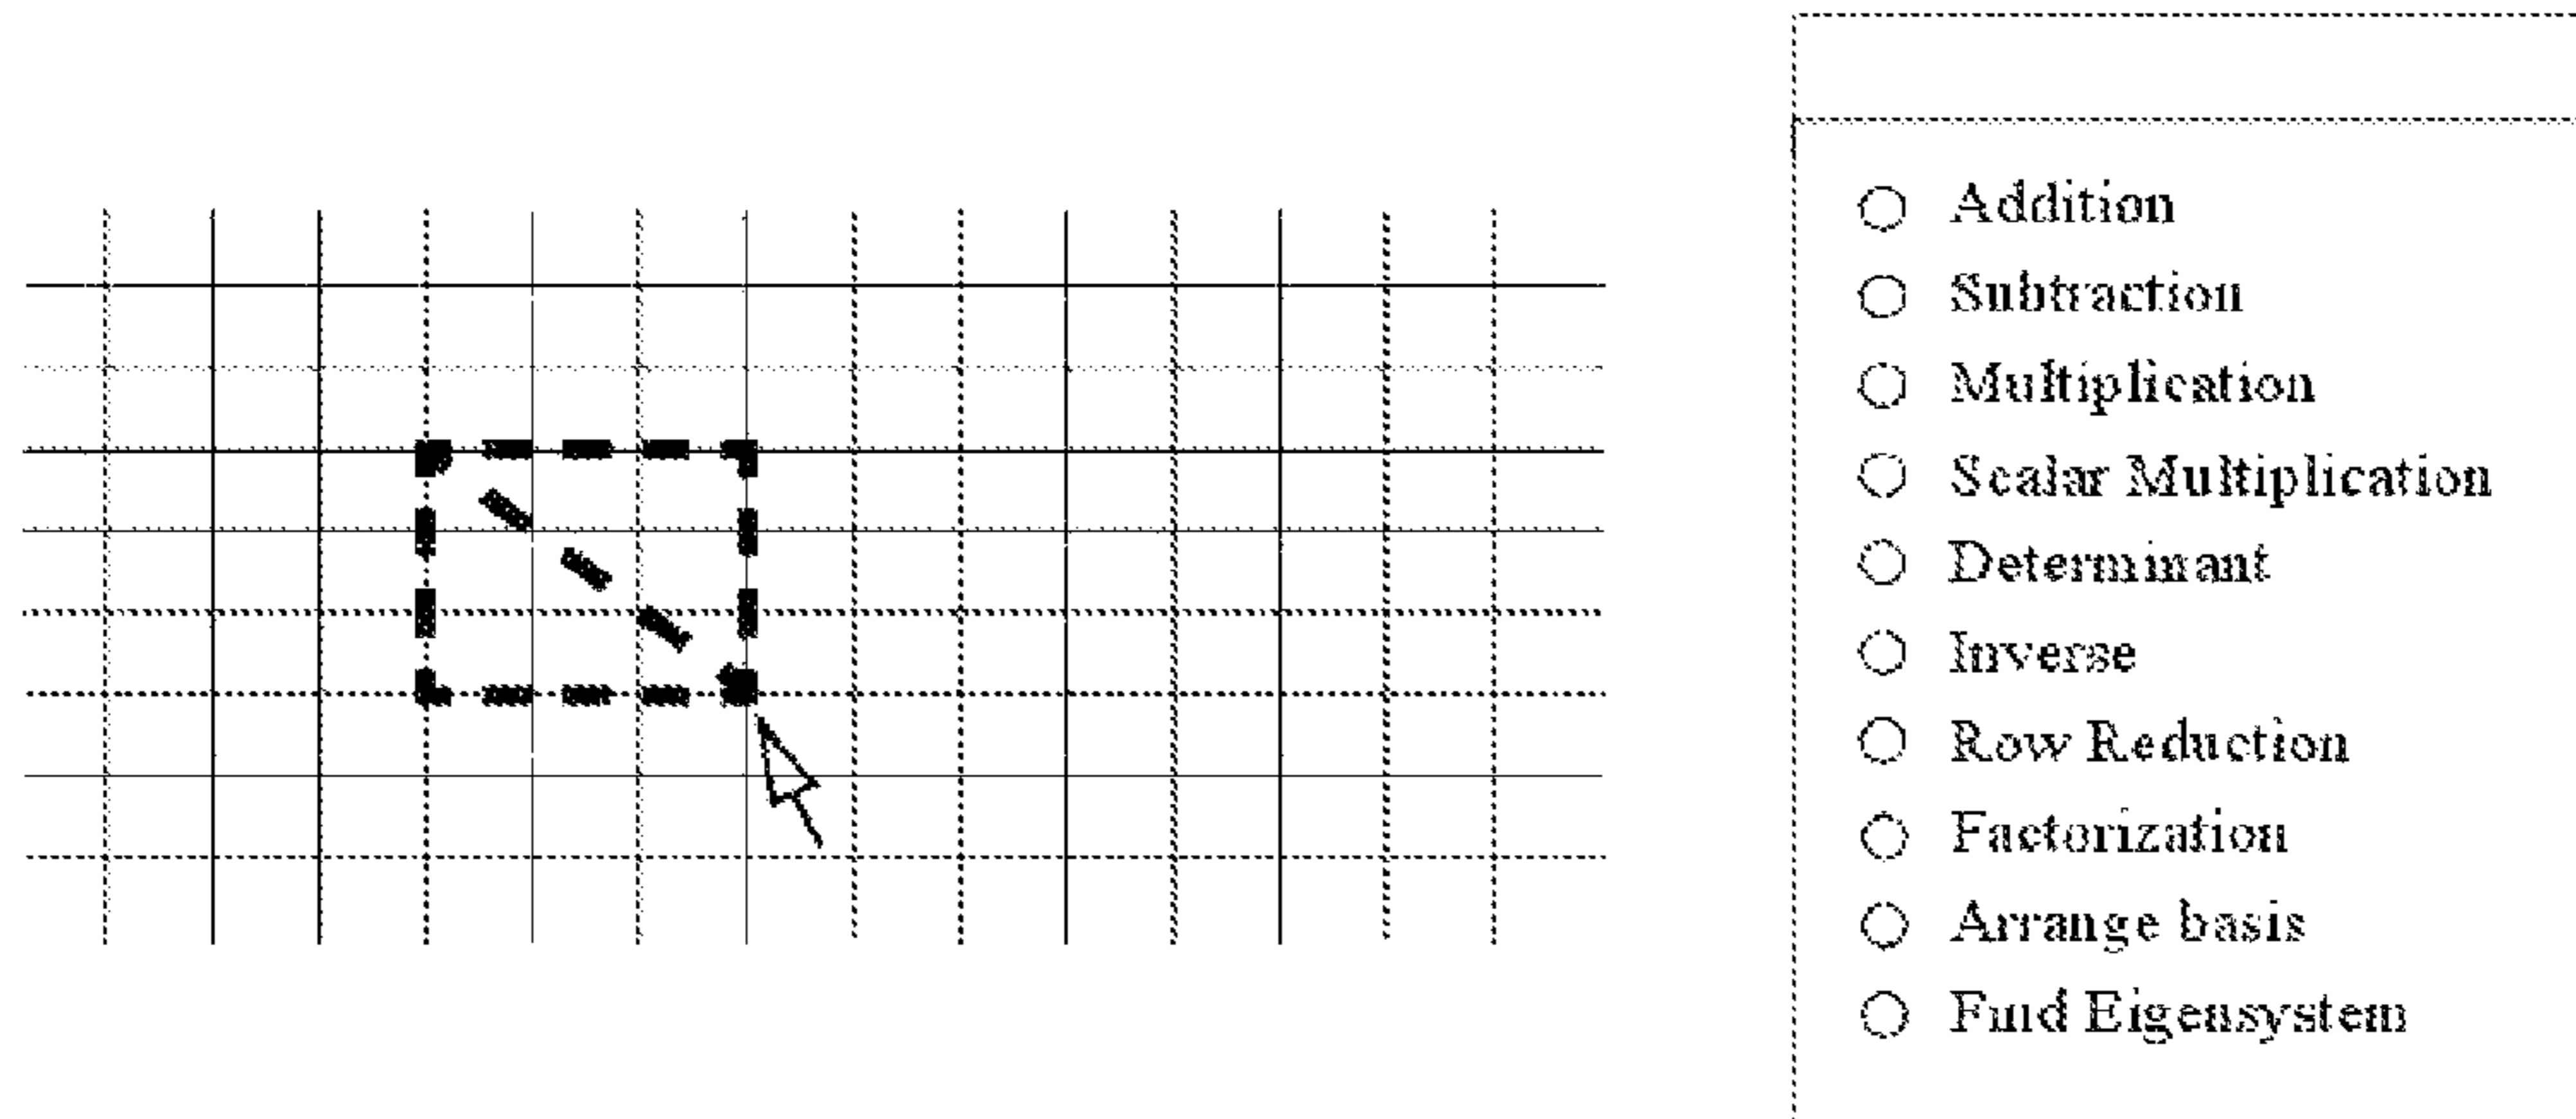 Addition
Subtraction
Multiplication
Scalar Multiplication
Determinant
Inverse
Row Reduction
Factorization
Arrange basis
Find Eigensystem